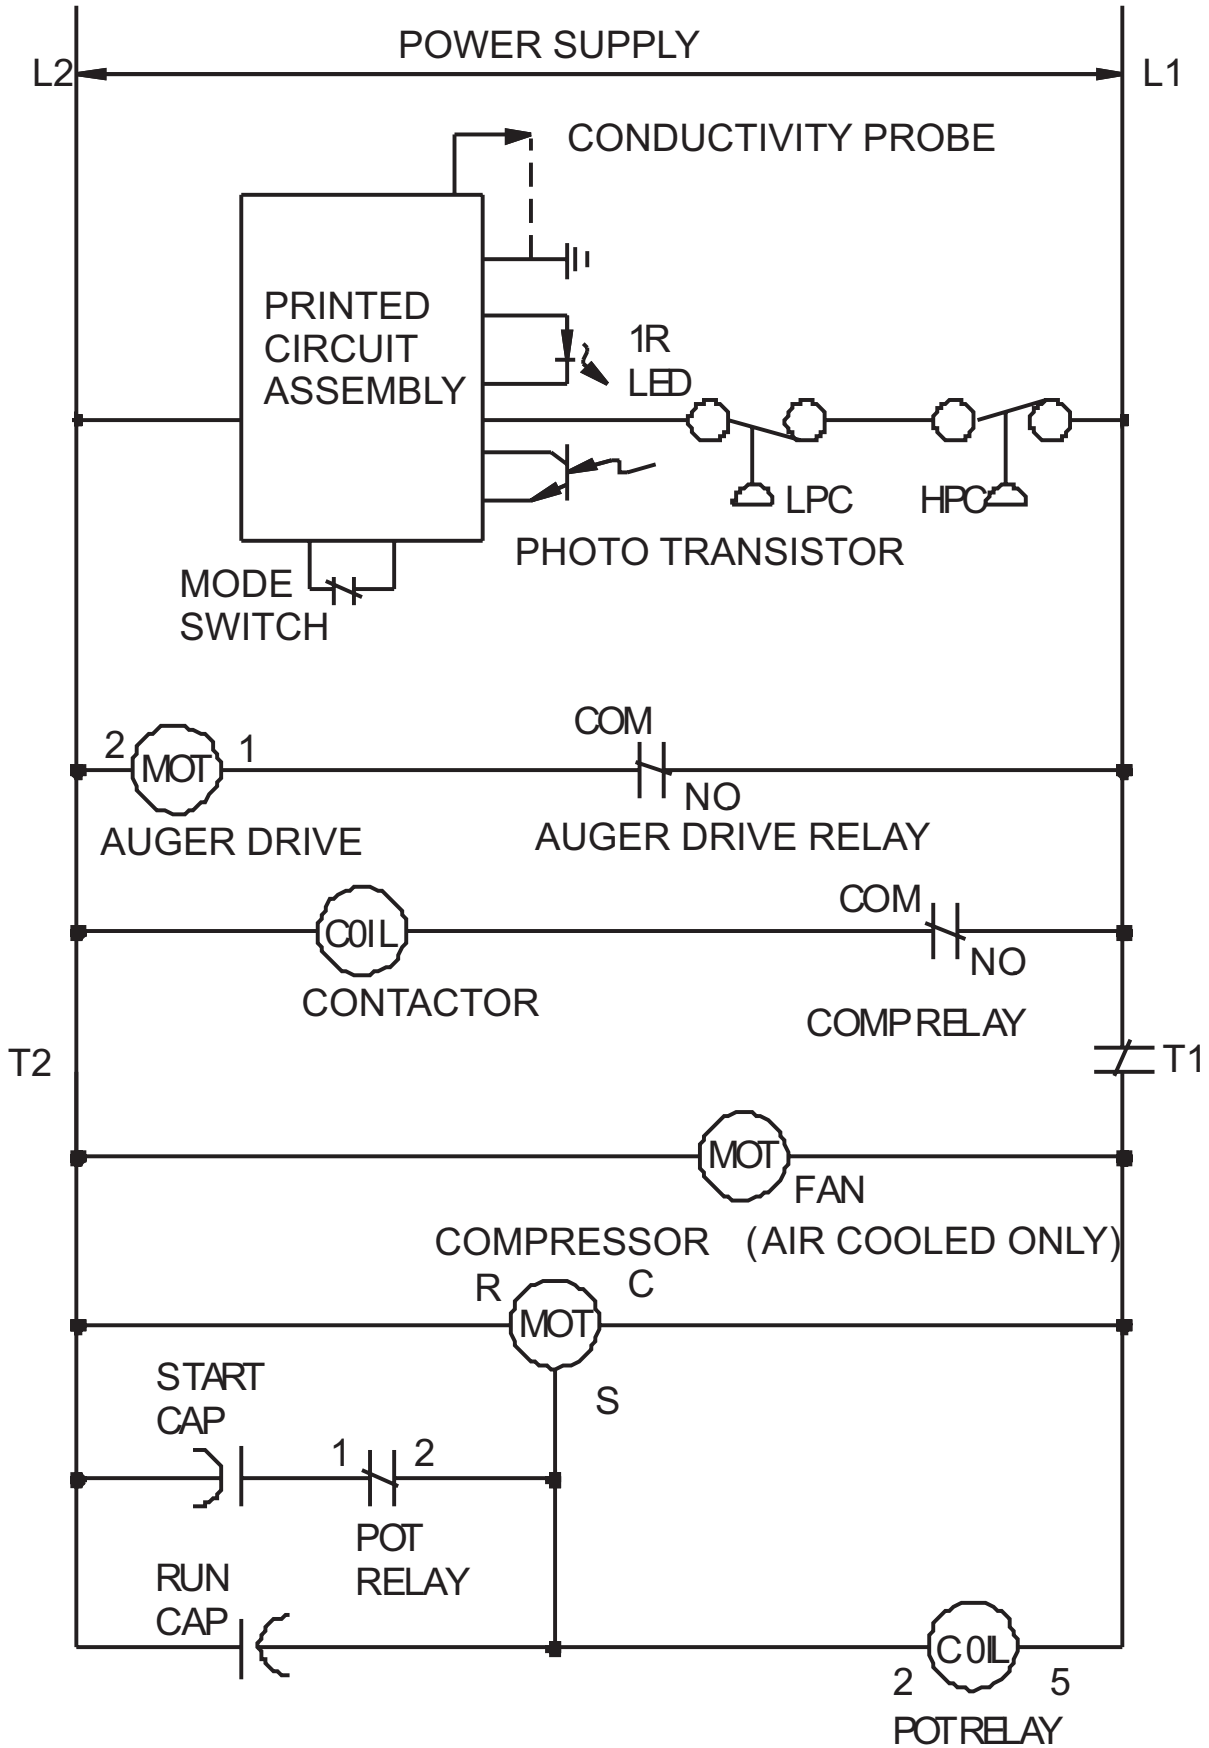 POWER SUPPLY
L2
L1
CONDUCTIVITY PROBE
PRINTED
CIRCUIT
ASSEMBLY
1R
LED
LPC
HPC
PHOTO TRANSISTOR
MODE
SWITCH
COM
2
1
MOT
NO
AUGER DRIVE
AUGER DRIVE RELAY
COM
C0IL
NO
CONTACTOR
COMP RELAY
T2
T1
MOT
FAN
COMPRESSOR
(AIR COOLED ONLY)
R
C
MOT
START
CAP
S
1
2
POT
RELAY
RUN
CAP
C0IL
2
5
POT RELAY